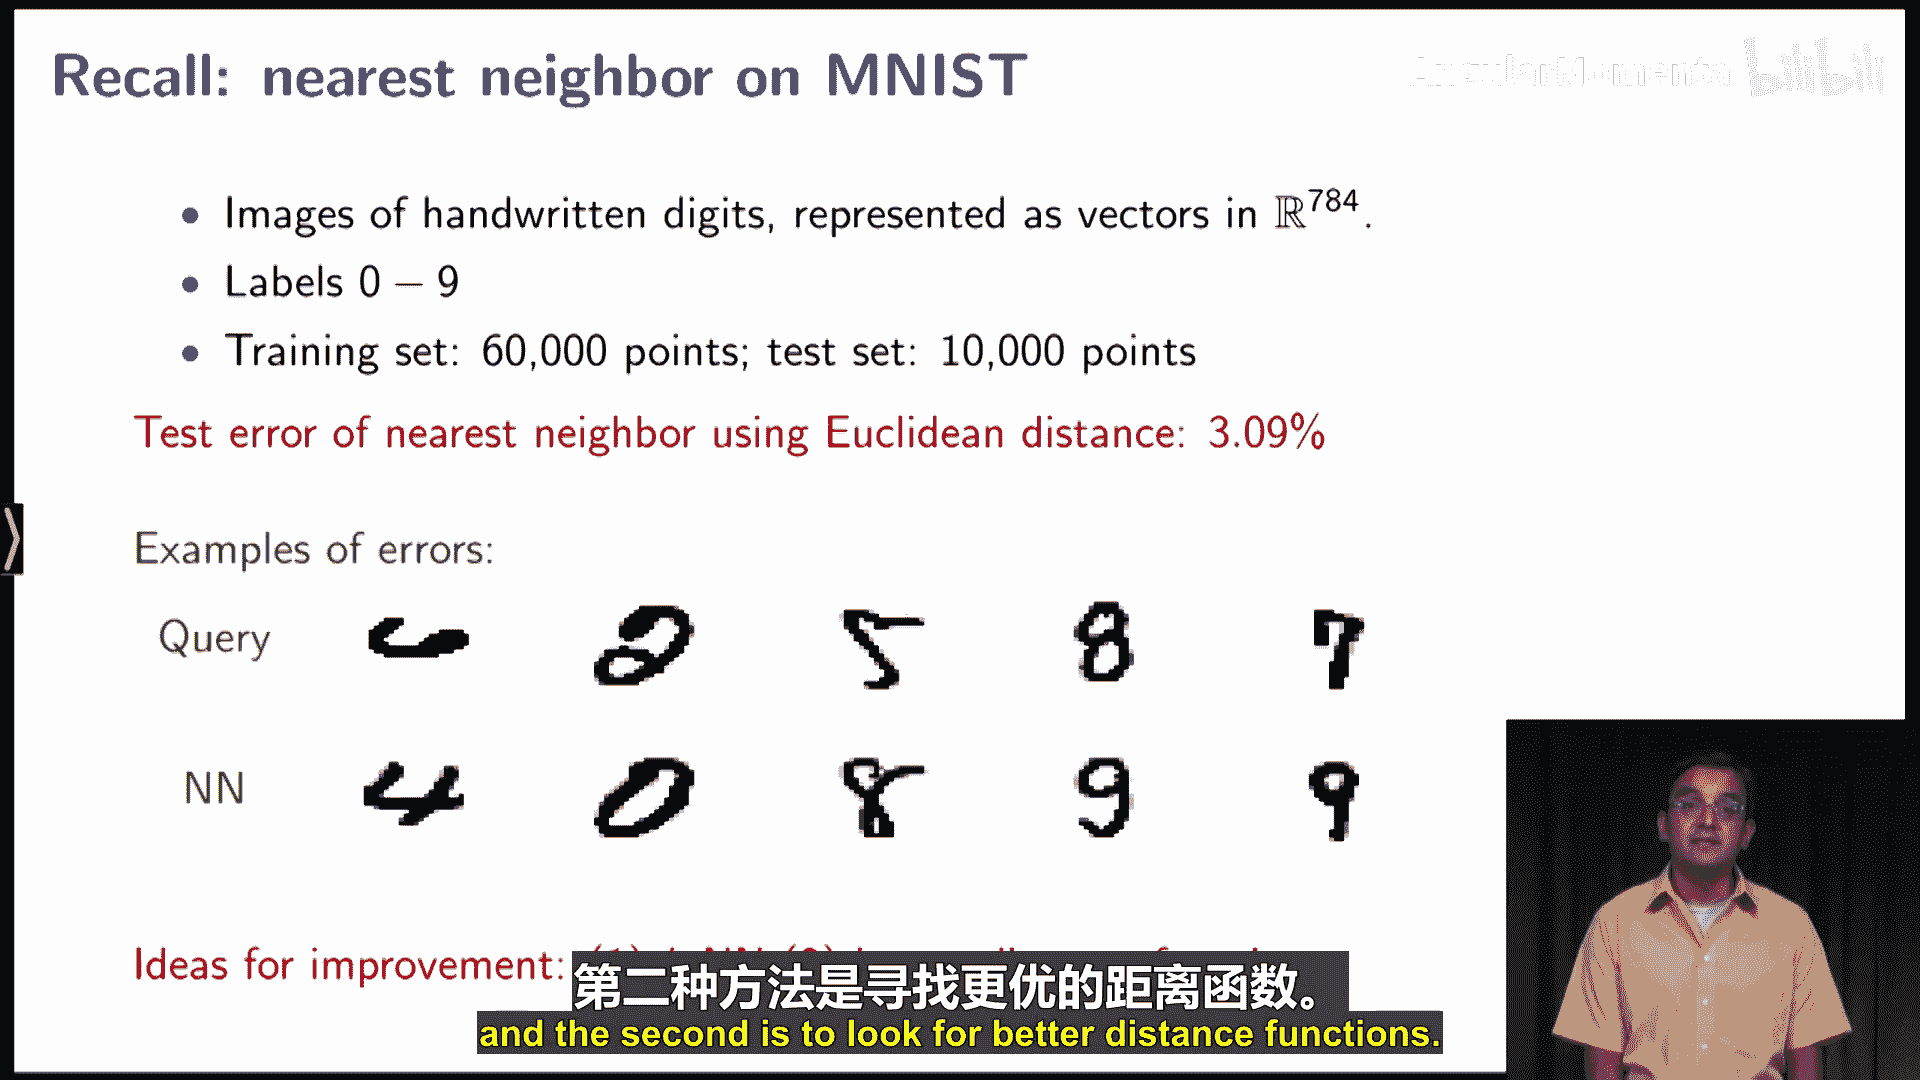 Recall: nearest neighbor on MNIST
bilibili
• Images of handwritten digits, represented as vectors in ℝ^784.
• Labels 0 – 9
• Training set: 60,000 points; test set: 10,000 points
Test error of nearest neighbor using Euclidean distance: 3.09%
Examples of errors:
Query
NN
Ideas for improvement:
第二种方法是寻找更优的距离函数。
and the second is to look for better distance functions.